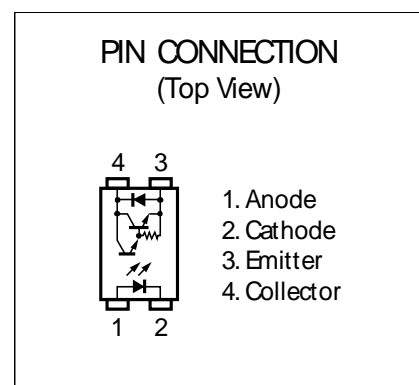 PIN CONNECTION
(Top View)
4 3
1. Anode
2. Cathode
3. Emitter
4. Collector
1 2